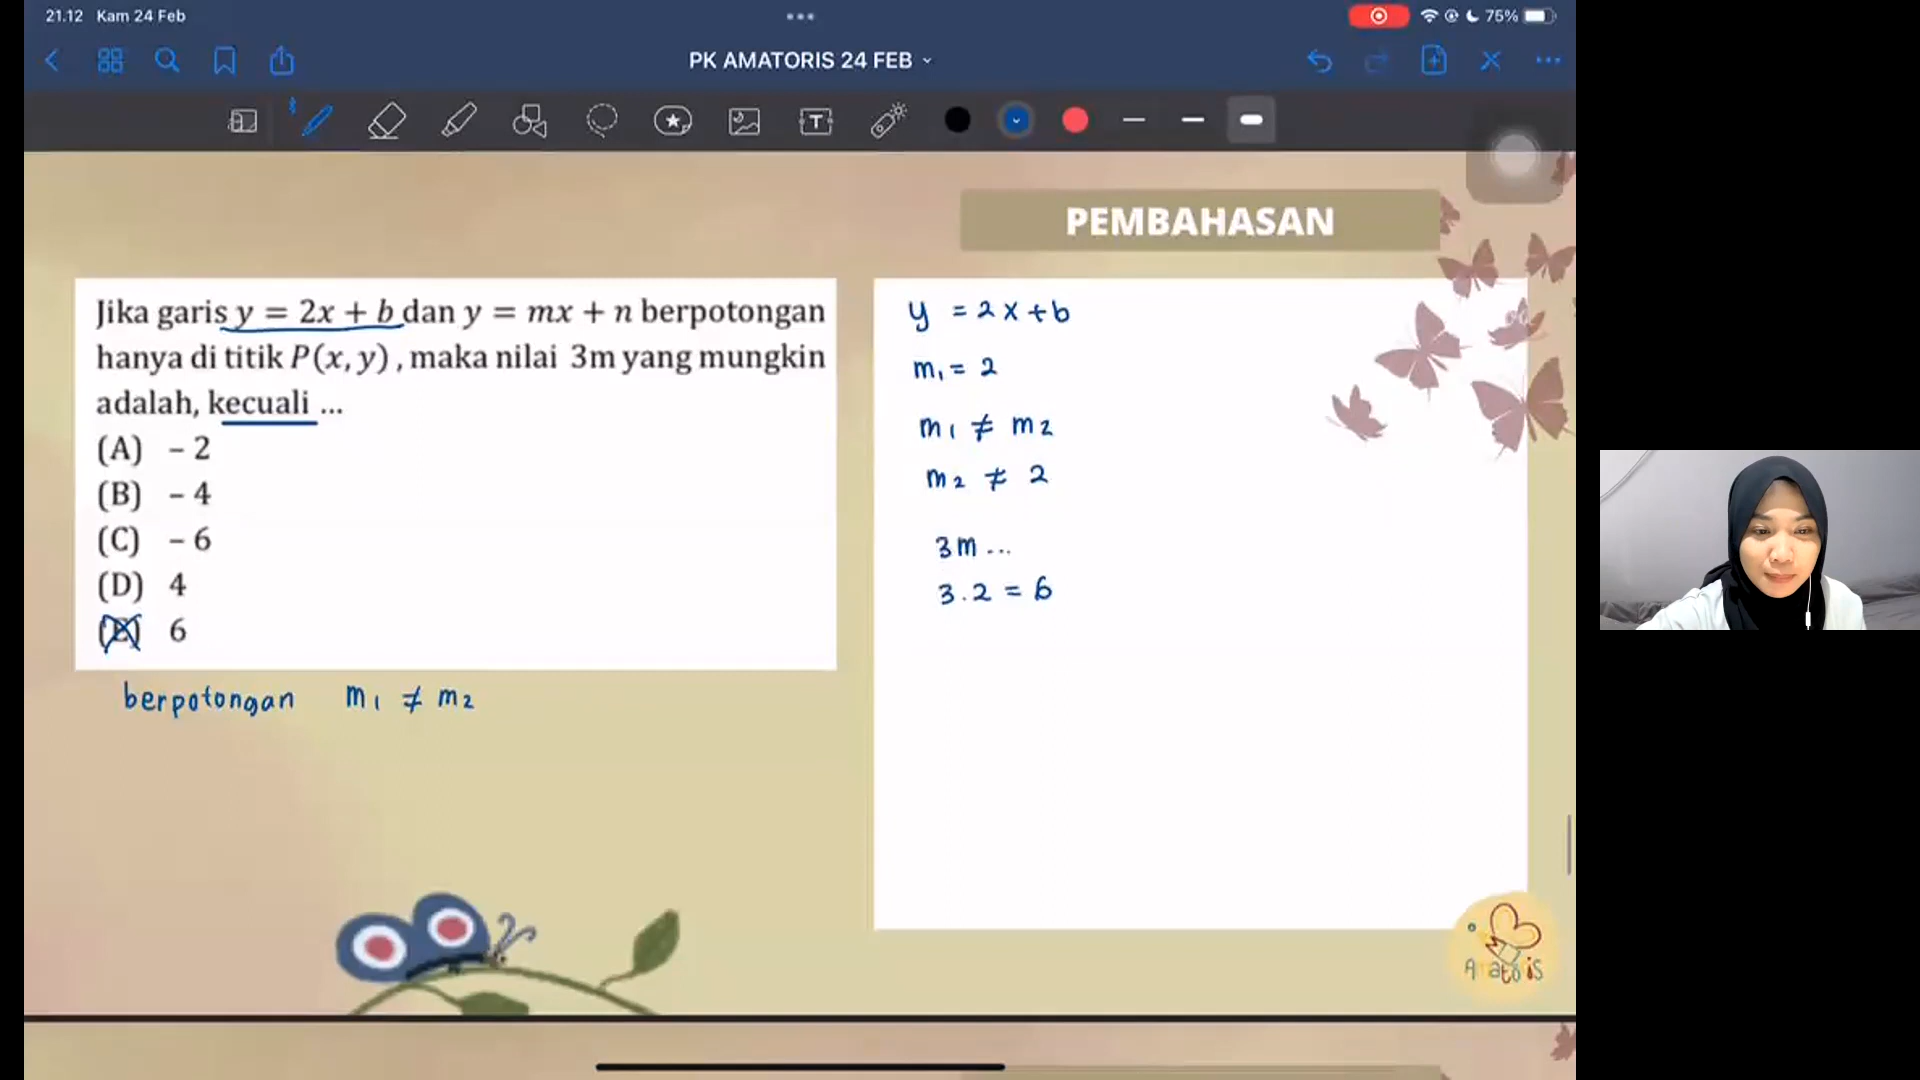 21.12 Kam 24 Feb
75%
PK AMATORIS 24 FEB
T
PEMBAHASAN
Jika garis y = 2x + b dan y = mx + n berpotongan
hanya di titik P(x, y) , maka nilai 3m yang mungkin
adalah, kecuali ...
(A) – 2
(B) – 4
(C) – 6
(D) 4
(E) 6
berpotongan m₁ ≠ m₂
y = 2x + b
m₁ = 2
m₁ ≠ m₂
m₂ ≠ 2
3m ...
3.2 = 6
Amatoris